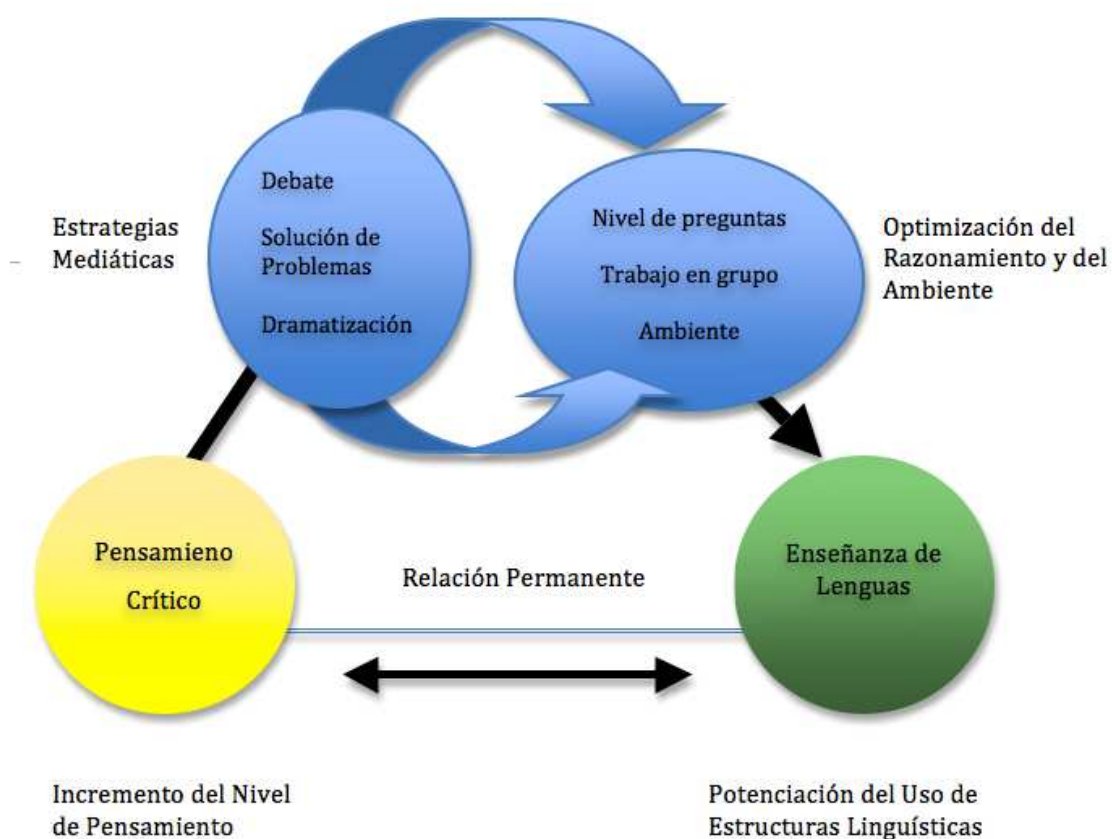 Debate
Solución de
Problemas
Dramatización
Estrategias
Mediáticas
Nivel de preguntas
Trabajo en grupo
Ambiente
Optimización del
Razonamiento y del
Ambiente
Pensamieno
Crítico
Relación Permanente
Enseñanza de
Lenguas
Incremento del Nivel
de Pensamiento
Potenciación del Uso de
Estructuras Linguísticas